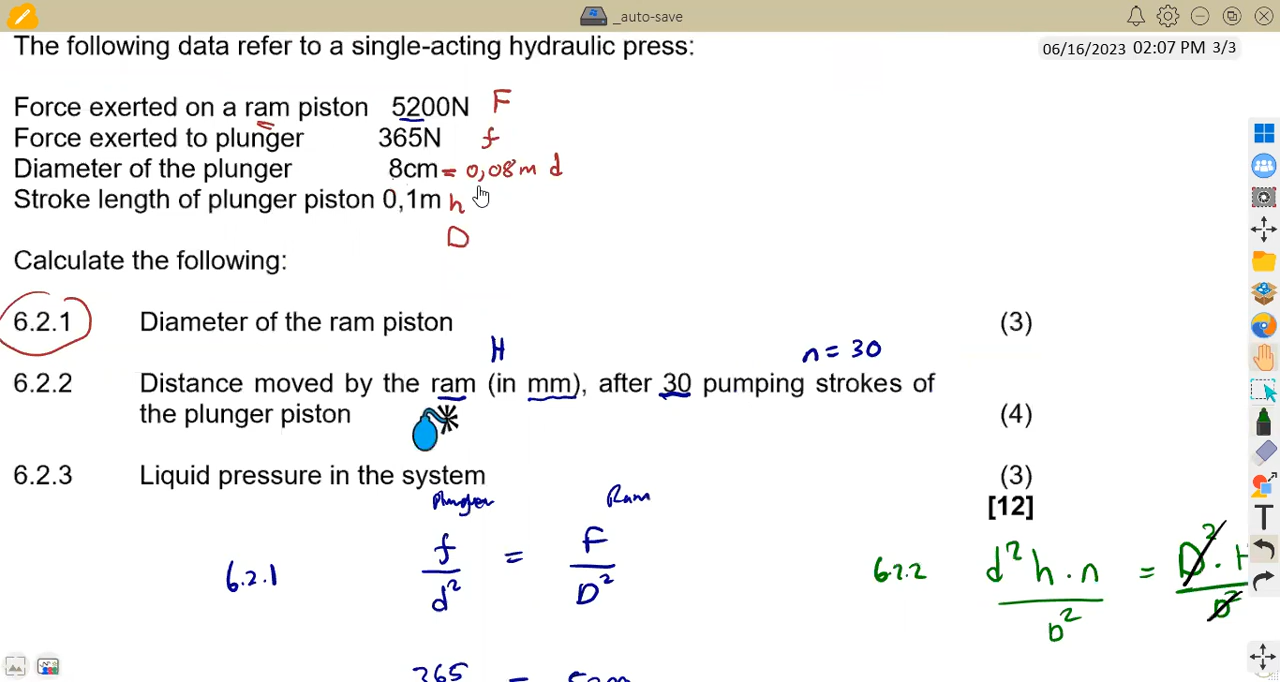 _auto-save
06/16/2023 02:07 PM 3/3
The following data refer to a single-acting hydraulic press:
Force exerted on a ram piston 5200N F
Force exerted to plunger 365N f
Diameter of the plunger 8cm = 0,08m d
Stroke length of plunger piston 0,1m h
D
Calculate the following:
6.2.1 Diameter of the ram piston (3)
H n = 30
6.2.2 Distance moved by the ram (in mm), after 30 pumping strokes of
the plunger piston (4)
6.2.3 Liquid pressure in the system (3)
Plunger Ram [12]
6.2.1 f/d² = F/D²
6.2.2 d²h·n/D² = D²·H/D²
365 =